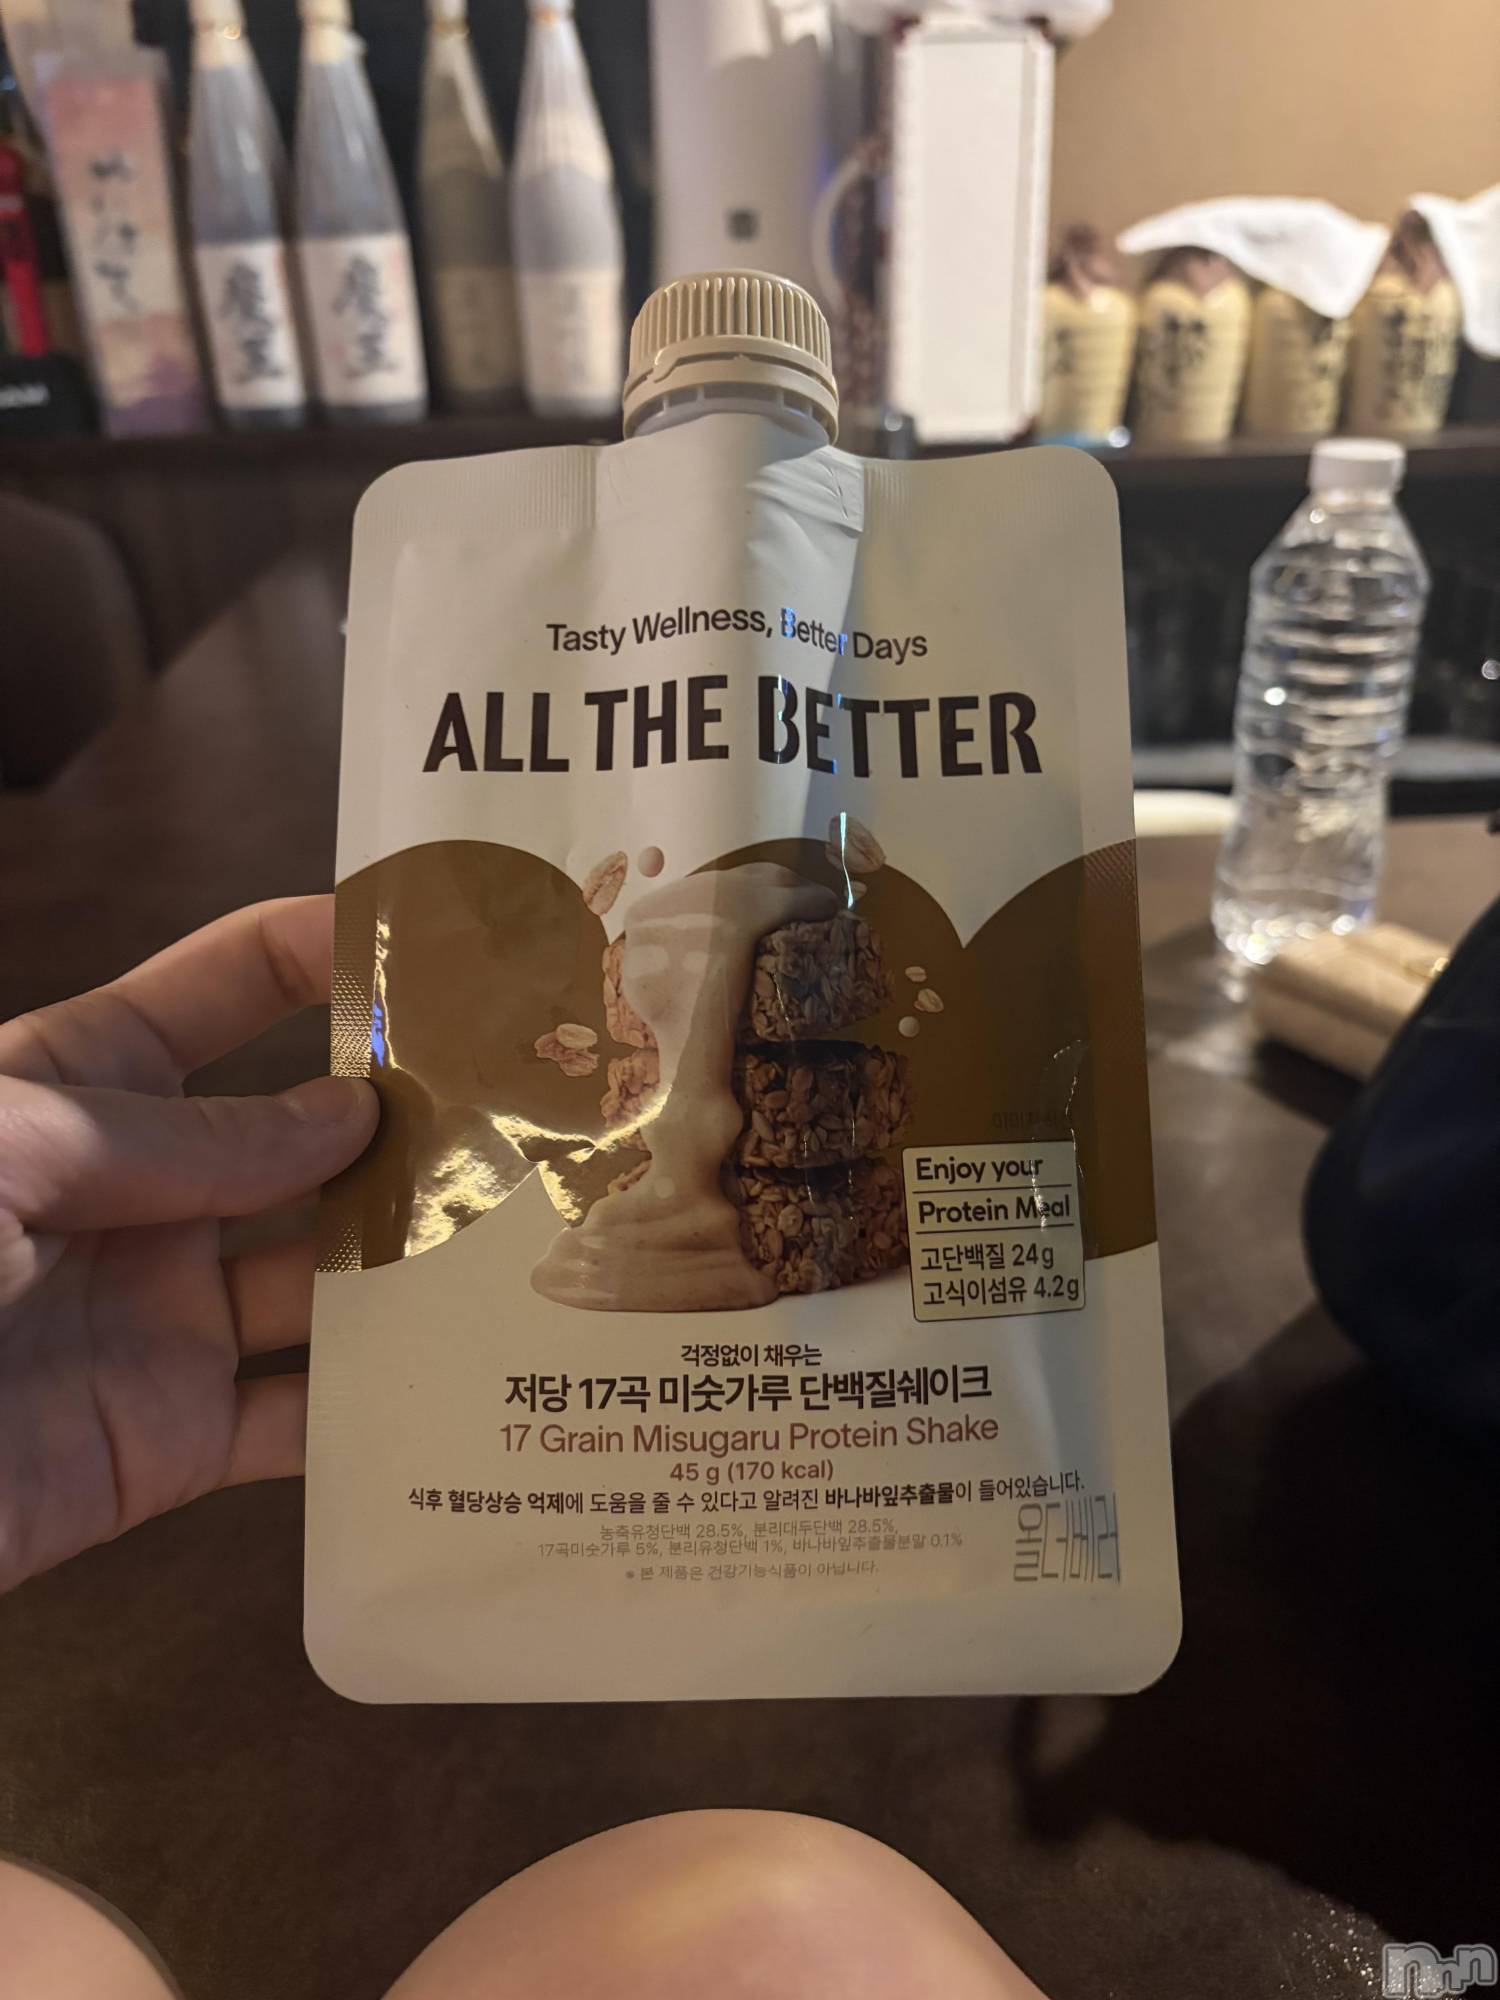 魔王
魔王
Tasty Wellness, Better Days
ALL THE BETTER
Enjoy your
Protein Meal
고단백질 24g
고식이섬유 4.2g
걱정없이 채우는
저당 17곡 미숫가루 단백질쉐이크
17 Grain Misugaru Protein Shake
45 g (170 kcal)
식후 혈당상승 억제에 도움을 줄 수 있다고 알려진 바나바잎추출물이 들어있습니다.
농축유청단백 28.5%, 분리대두단백 28.5%,
17곡미숫가루 5%, 분리유청단백 1%, 바나바잎추출물분말 0.1%
※ 본 제품은 건강기능식품이 아닙니다.
올더베러